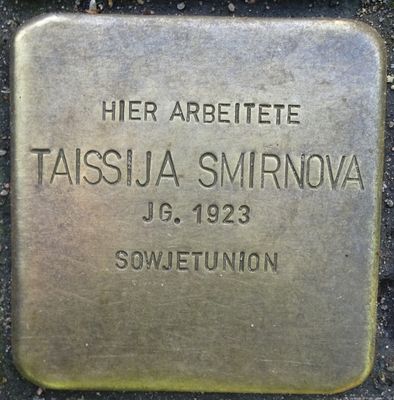 HIER ARBEITETE
TAISSIJA SMIRNOVA
JG. 1923
SOWJETUNION